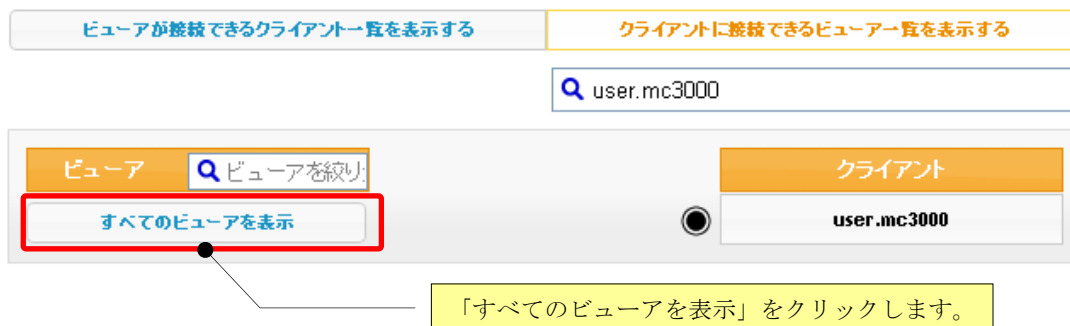 ビューアが接続できるクライアント一覧を表示する
クライアントに接続できるビューアー覧を表示する
user.mc3000
ビューア
ビューアを絞り
クライアント
すべてのビューアを表示
user.mc3000
「すべてのビューアを表示」をクリックします。